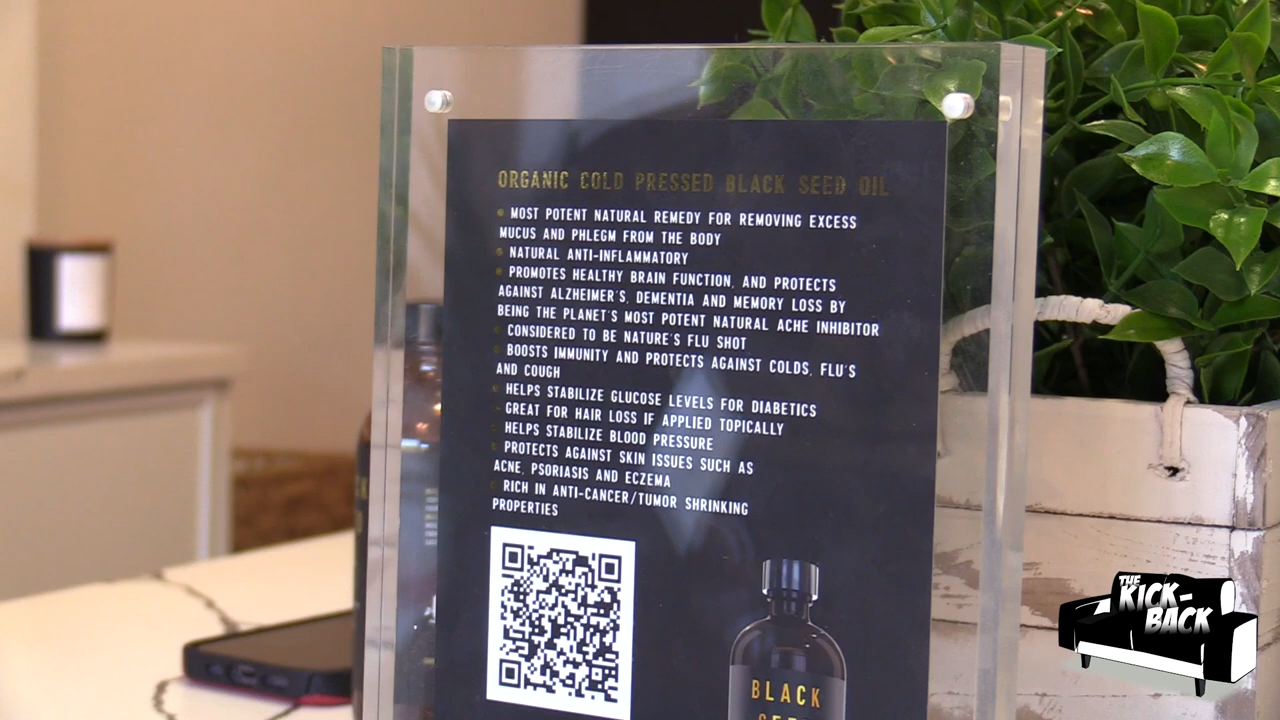 ORGANIC COLD PRESSED BLACK SEED OIL
• MOST POTENT NATURAL REMEDY FOR REMOVING EXCESS
MUCUS AND PHLEGM FROM THE BODY
• NATURAL ANTI-INFLAMMATORY
• PROMOTES HEALTHY BRAIN FUNCTION, AND PROTECTS
AGAINST ALZHEIMER'S, DEMENTIA AND MEMORY LOSS BY
BEING THE PLANET'S MOST POTENT NATURAL ACHE INHIBITOR
• CONSIDERED TO BE NATURE'S FLU SHOT
• BOOSTS IMMUNITY AND PROTECTS AGAINST COLDS, FLU'S
AND COUGH
• HELPS STABILIZE GLUCOSE LEVELS FOR DIABETICS
• GREAT FOR HAIR LOSS IF APPLIED TOPICALLY
• HELPS STABILIZE BLOOD PRESSURE
• PROTECTS AGAINST SKIN ISSUES SUCH AS
ACNE, PSORIASIS AND ECZEMA
• RICH IN ANTI-CANCER/TUMOR SHRINKING
PROPERTIES
BLACK
THE
KICK-
BACK